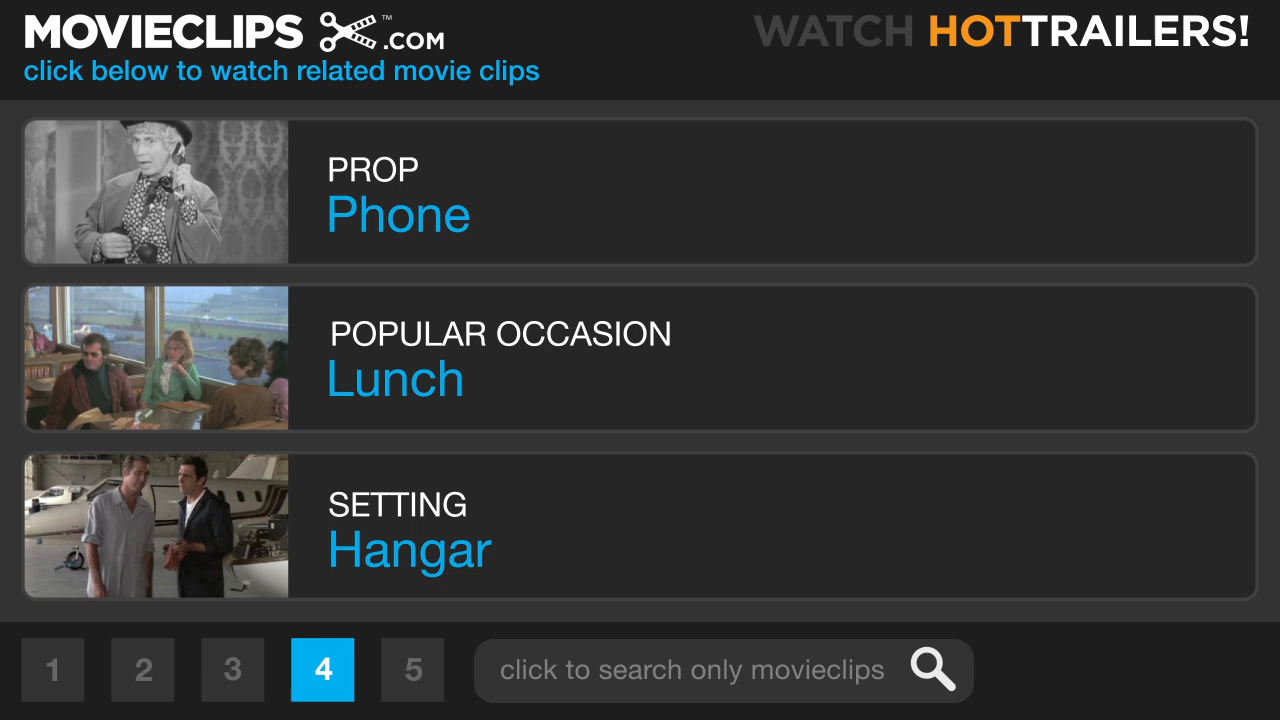 MOVIECLIPS ™ .COM
WATCH HOTTRAILERS!
click below to watch related movie clips
PROP
Phone
POPULAR OCCASION
Lunch
SETTING
Hangar
1 2 3 4 5 click to search only movieclips